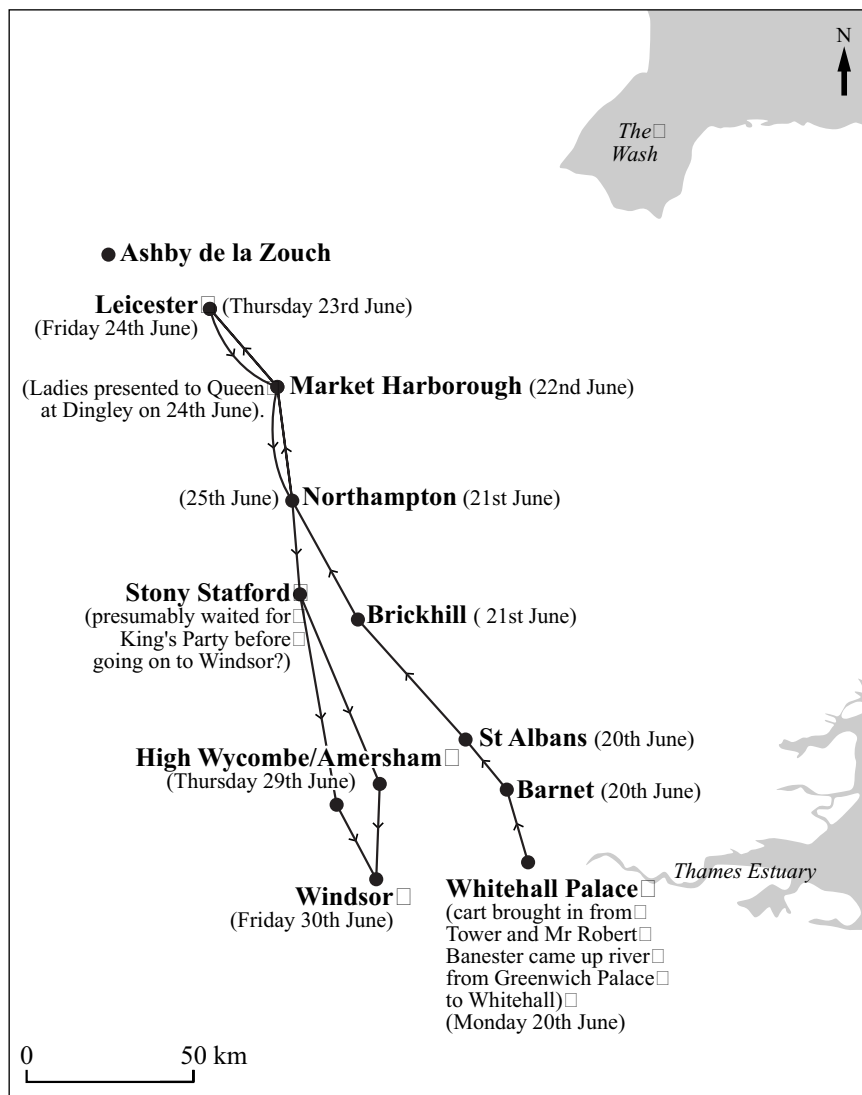 N
The
Wash
Ashby de la Zouch
Leicester (Thursday 23rd June)
(Friday 24th June)
(Ladies presented to Queen Market Harborough (22nd June)
at Dingley on 24th June).
(25th June) Northampton (21st June)
Stony Statford
(presumably waited for
King's Party before
going on to Windsor?)
Brickhill ( 21st June)
St Albans (20th June)
High Wycombe/Amersham
(Thursday 29th June)
Barnet (20th June)
Thames Estuary
Windsor
(Friday 30th June)
Whitehall Palace
(cart brought in from
Tower and Mr Robert
Banester came up river
from Greenwich Palace
to Whitehall)
(Monday 20th June)
0 50 km